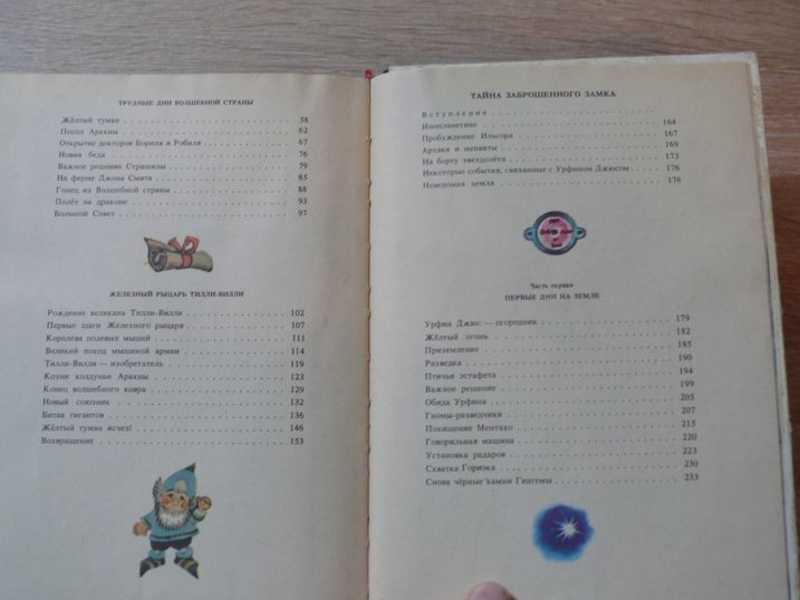 ТРУДНЫЕ ДНИ ВОЛШЕБНОЙ СТРАНЫ
Жёлтый туман 58
Поход Арахны 62
Открытие докторов Бориля и Робиля 67
Новая беда 76
Важное решение Страшилы 79
На ферме Джона Смита 85
Гонец из Волшебной страны 88
Полёт на драконе 93
Большой Совет 97
ЖЕЛЕЗНЫЙ РЫЦАРЬ ТИЛЛИ-ВИЛЛИ
Рождение великана Тилли-Вилли 102
Первые шаги Железного рыцаря 107
Королева полевых мышей 111
Великий поход мышиной армии 114
Тилли-Вилли — изобретатель 119
Козни колдуньи Арахны 123
Конец волшебного ковра 129
Новый союзник 132
Битва гигантов 136
Жёлтый туман исчез! 146
Возвращение 153
ТАЙНА ЗАБРОШЕННОГО ЗАМКА
Вступление
Инопланетяне 164
Пробуждение Ильсора 167
Арзаки и менвиты 169
На борту звездолёта 173
Некоторые события, связанные с Урфином Джюсом 176
Неведомая земля 178
Часть первая
ПЕРВЫЕ ДНИ НА ЗЕМЛЕ
Урфин Джюс — огородник 179
Жёлтый огонь 182
Приземление 185
Разведка 190
Птичья эстафета 194
Важное решение 199
Обида Урфина 205
Гномы-разведчики 207
Похищение Ментахо 215
Говорильная машина 220
Установка радаров 223
Схватка Гориэка 230
Снова чёрные камни Гингемы 233